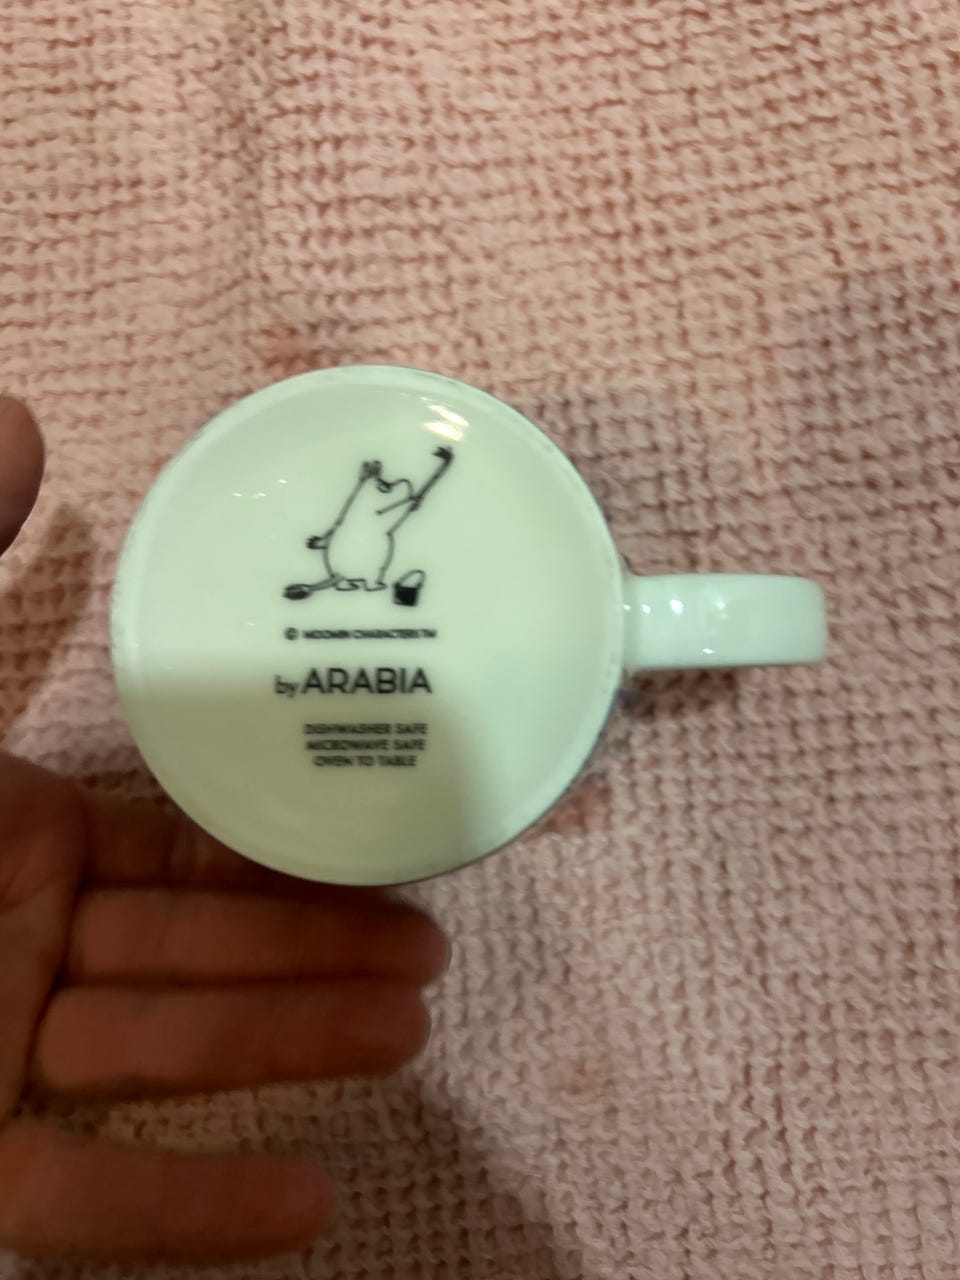 © MOOMIN CHARACTERS™
by ARABIA
DISHWASHER SAFE
MICROWAVE SAFE
OVEN TO TABLE